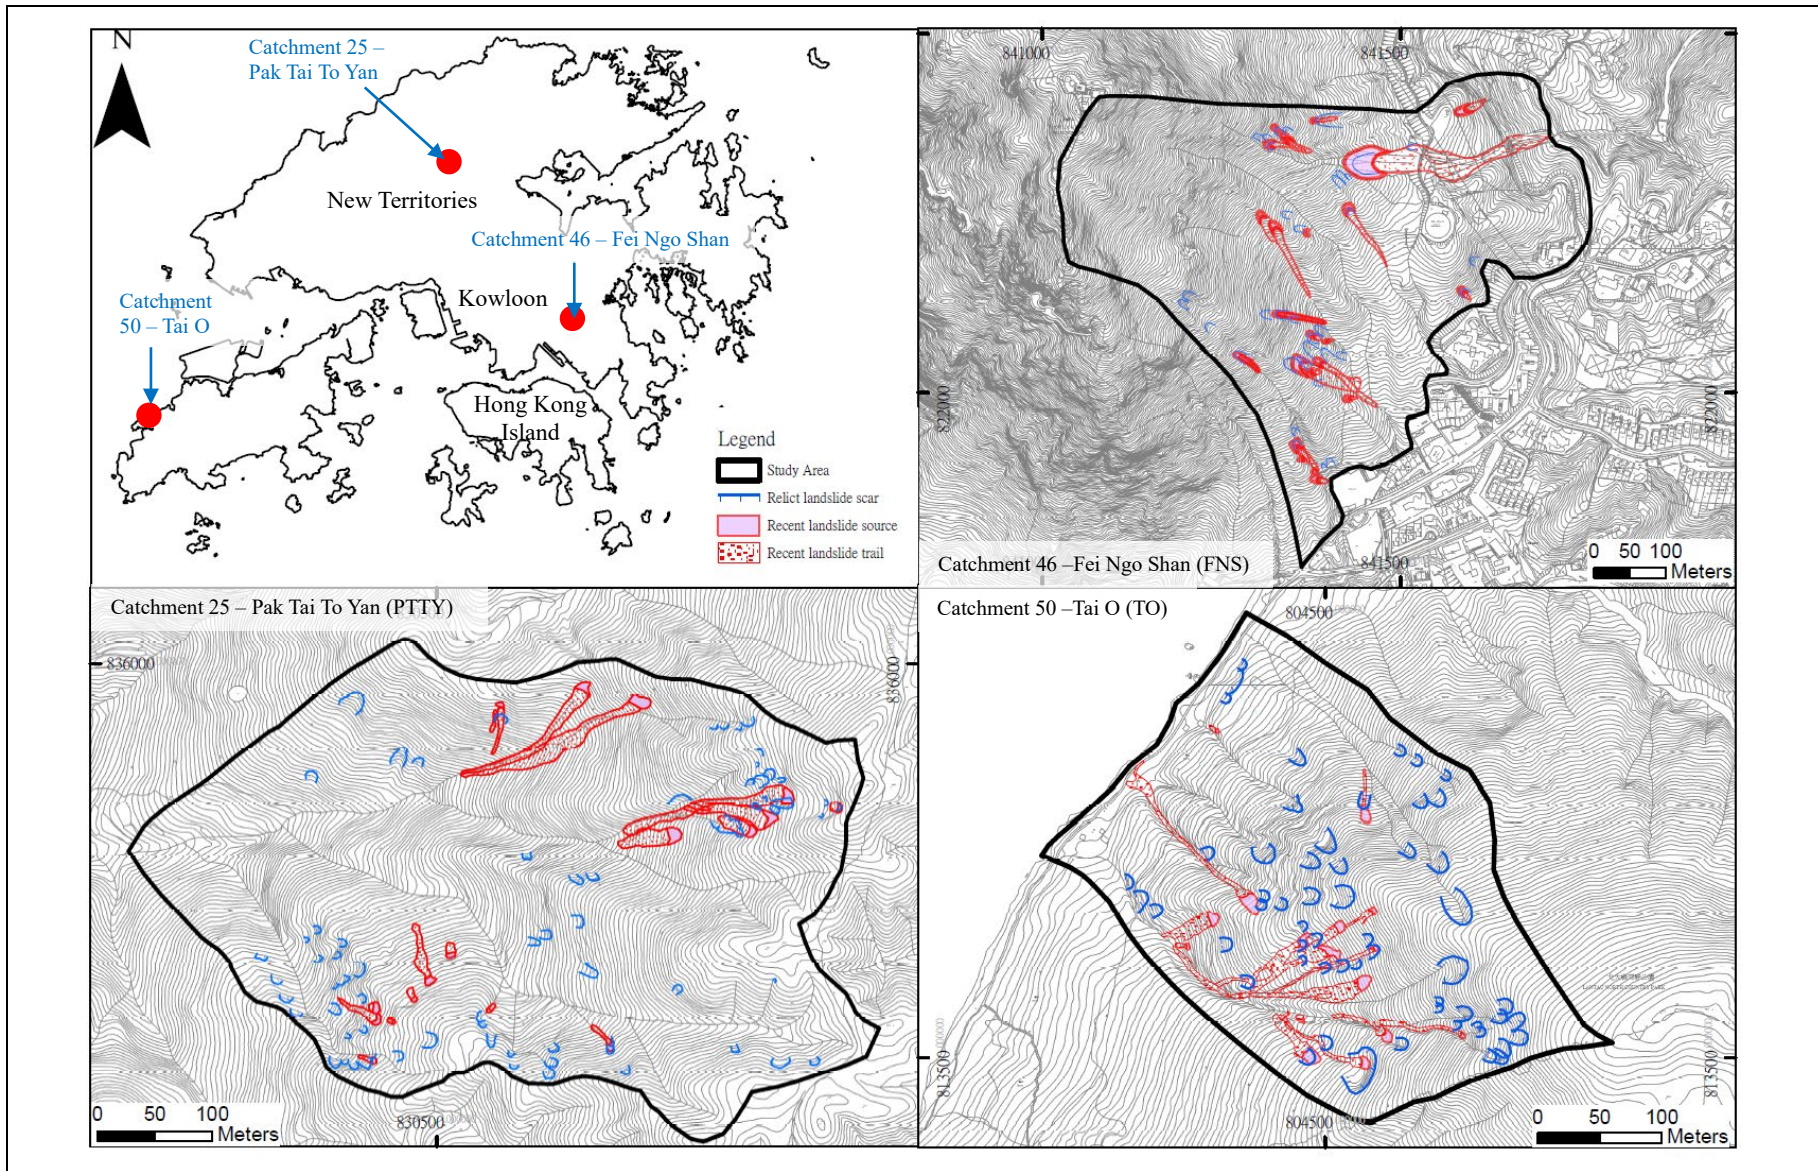 N
Catchment 25 –
Pak Tai To Yan
New Territories
Catchment 46 – Fei Ngo Shan
Kowloon
Catchment
50 – Tai O
Hong Kong
Island
Legend
Study Area
Relict landslide scar
Recent landslide source
Recent landslide trail
841000
841500
822000
822000
841000
841500
Catchment 46 –Fei Ngo Shan (FNS)
0 50 100
Meters
Catchment 25 – Pak Tai To Yan (PTTY)
836000
836000
830500
0 50 100
Meters
Catchment 50 –Tai O (TO)
804500
813500
813500
804500
0 50 100
Meters